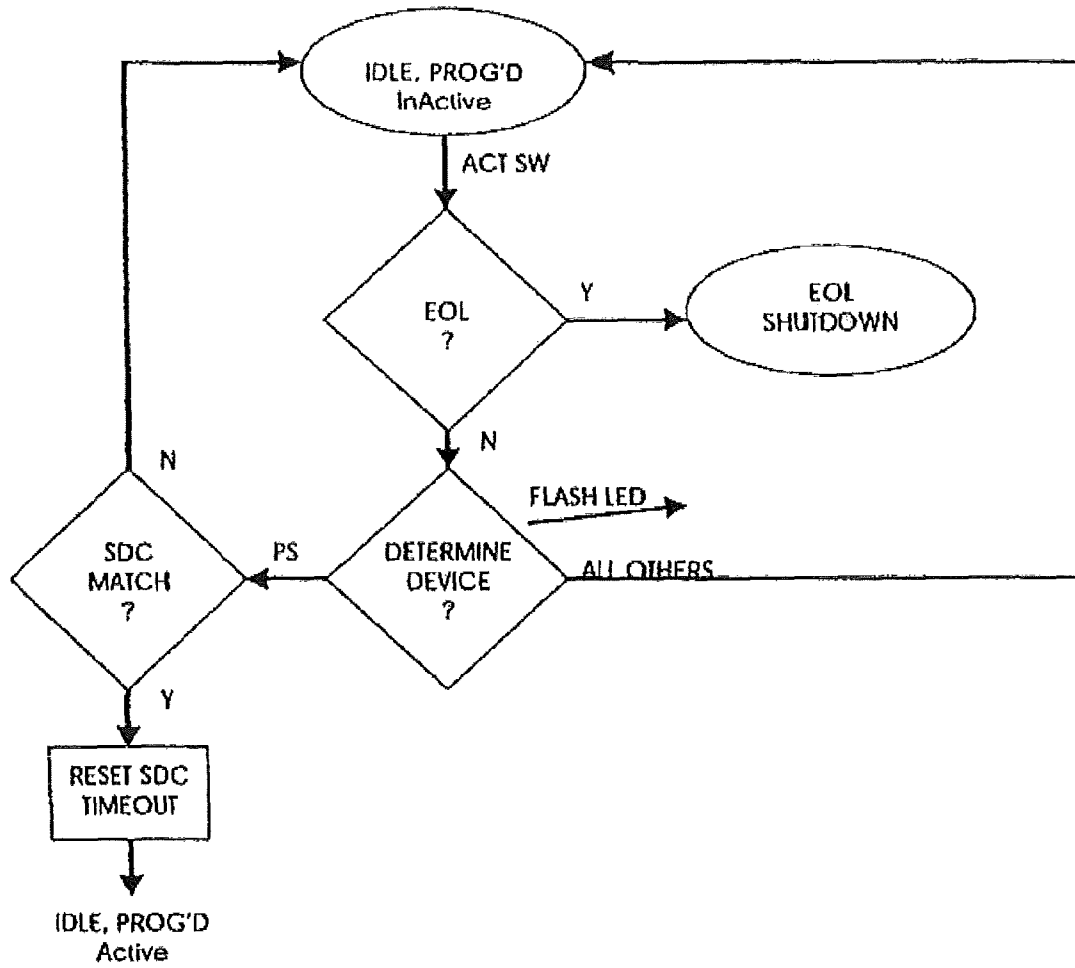 IDLE, PROG'D
InActive
ACT SW
EOL
?
Y
EOL
SHUTDOWN
N
FLASH LED
DETERMINE
DEVICE
?
ALL OTHERS
PS
N
SDC
MATCH
?
Y
RESET SDC
TIMEOUT
IDLE, PROG'D
Active